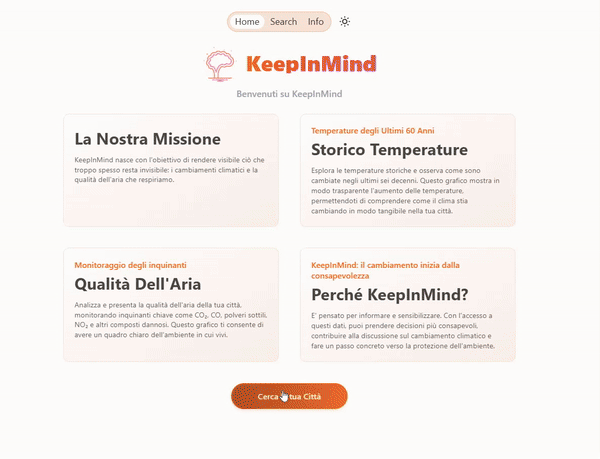 Home Search Info
KeepInMind
Benvenuti su KeepInMind
La Nostra Missione
KeepInMind nasce con l'obiettivo di rendere visibile ciò che
troppo spesso resta invisibile: i cambiamenti climatici e la
qualità dell'aria che respiriamo.
Temperature degli Ultimi 60 Anni
Storico Temperature
Esplora le temperature storiche e osserva come sono
cambiate negli ultimi sei decenni. Questo grafico mostra in
modo trasparente l'aumento delle temperature,
permettendoti di comprendere come il clima stia
cambiando in modo tangibile nella tua città.
Monitoraggio degli inquinanti
Qualità Dell'Aria
Analizza e presenta la qualità dell'aria della tua città,
monitorando inquinanti chiave come CO₂, CO, polveri sottili,
NO₂ e altri composti dannosi. Questo grafico ti consente di
avere un quadro chiaro dell'ambiente in cui vivi.
KeepInMind: il cambiamento inizia dalla
consapevolezza
Perché KeepInMind?
E' pensato per informare e sensibilizzare. Con l'accesso a
questi dati, puoi prendere decisioni più consapevoli,
contribuire alla discussione sul cambiamento climatico e
fare un passo concreto verso la protezione dell'ambiente.
Cerca tua Città